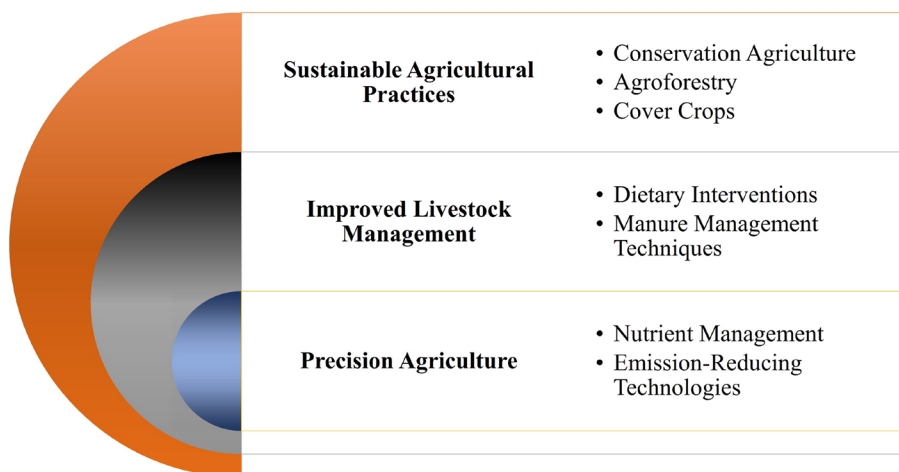 Sustainable Agricultural
Practices
• Conservation Agriculture
• Agroforestry
• Cover Crops
Improved Livestock
Management
• Dietary Interventions
• Manure Management
Techniques
Precision Agriculture
• Nutrient Management
• Emission-Reducing
Technologies